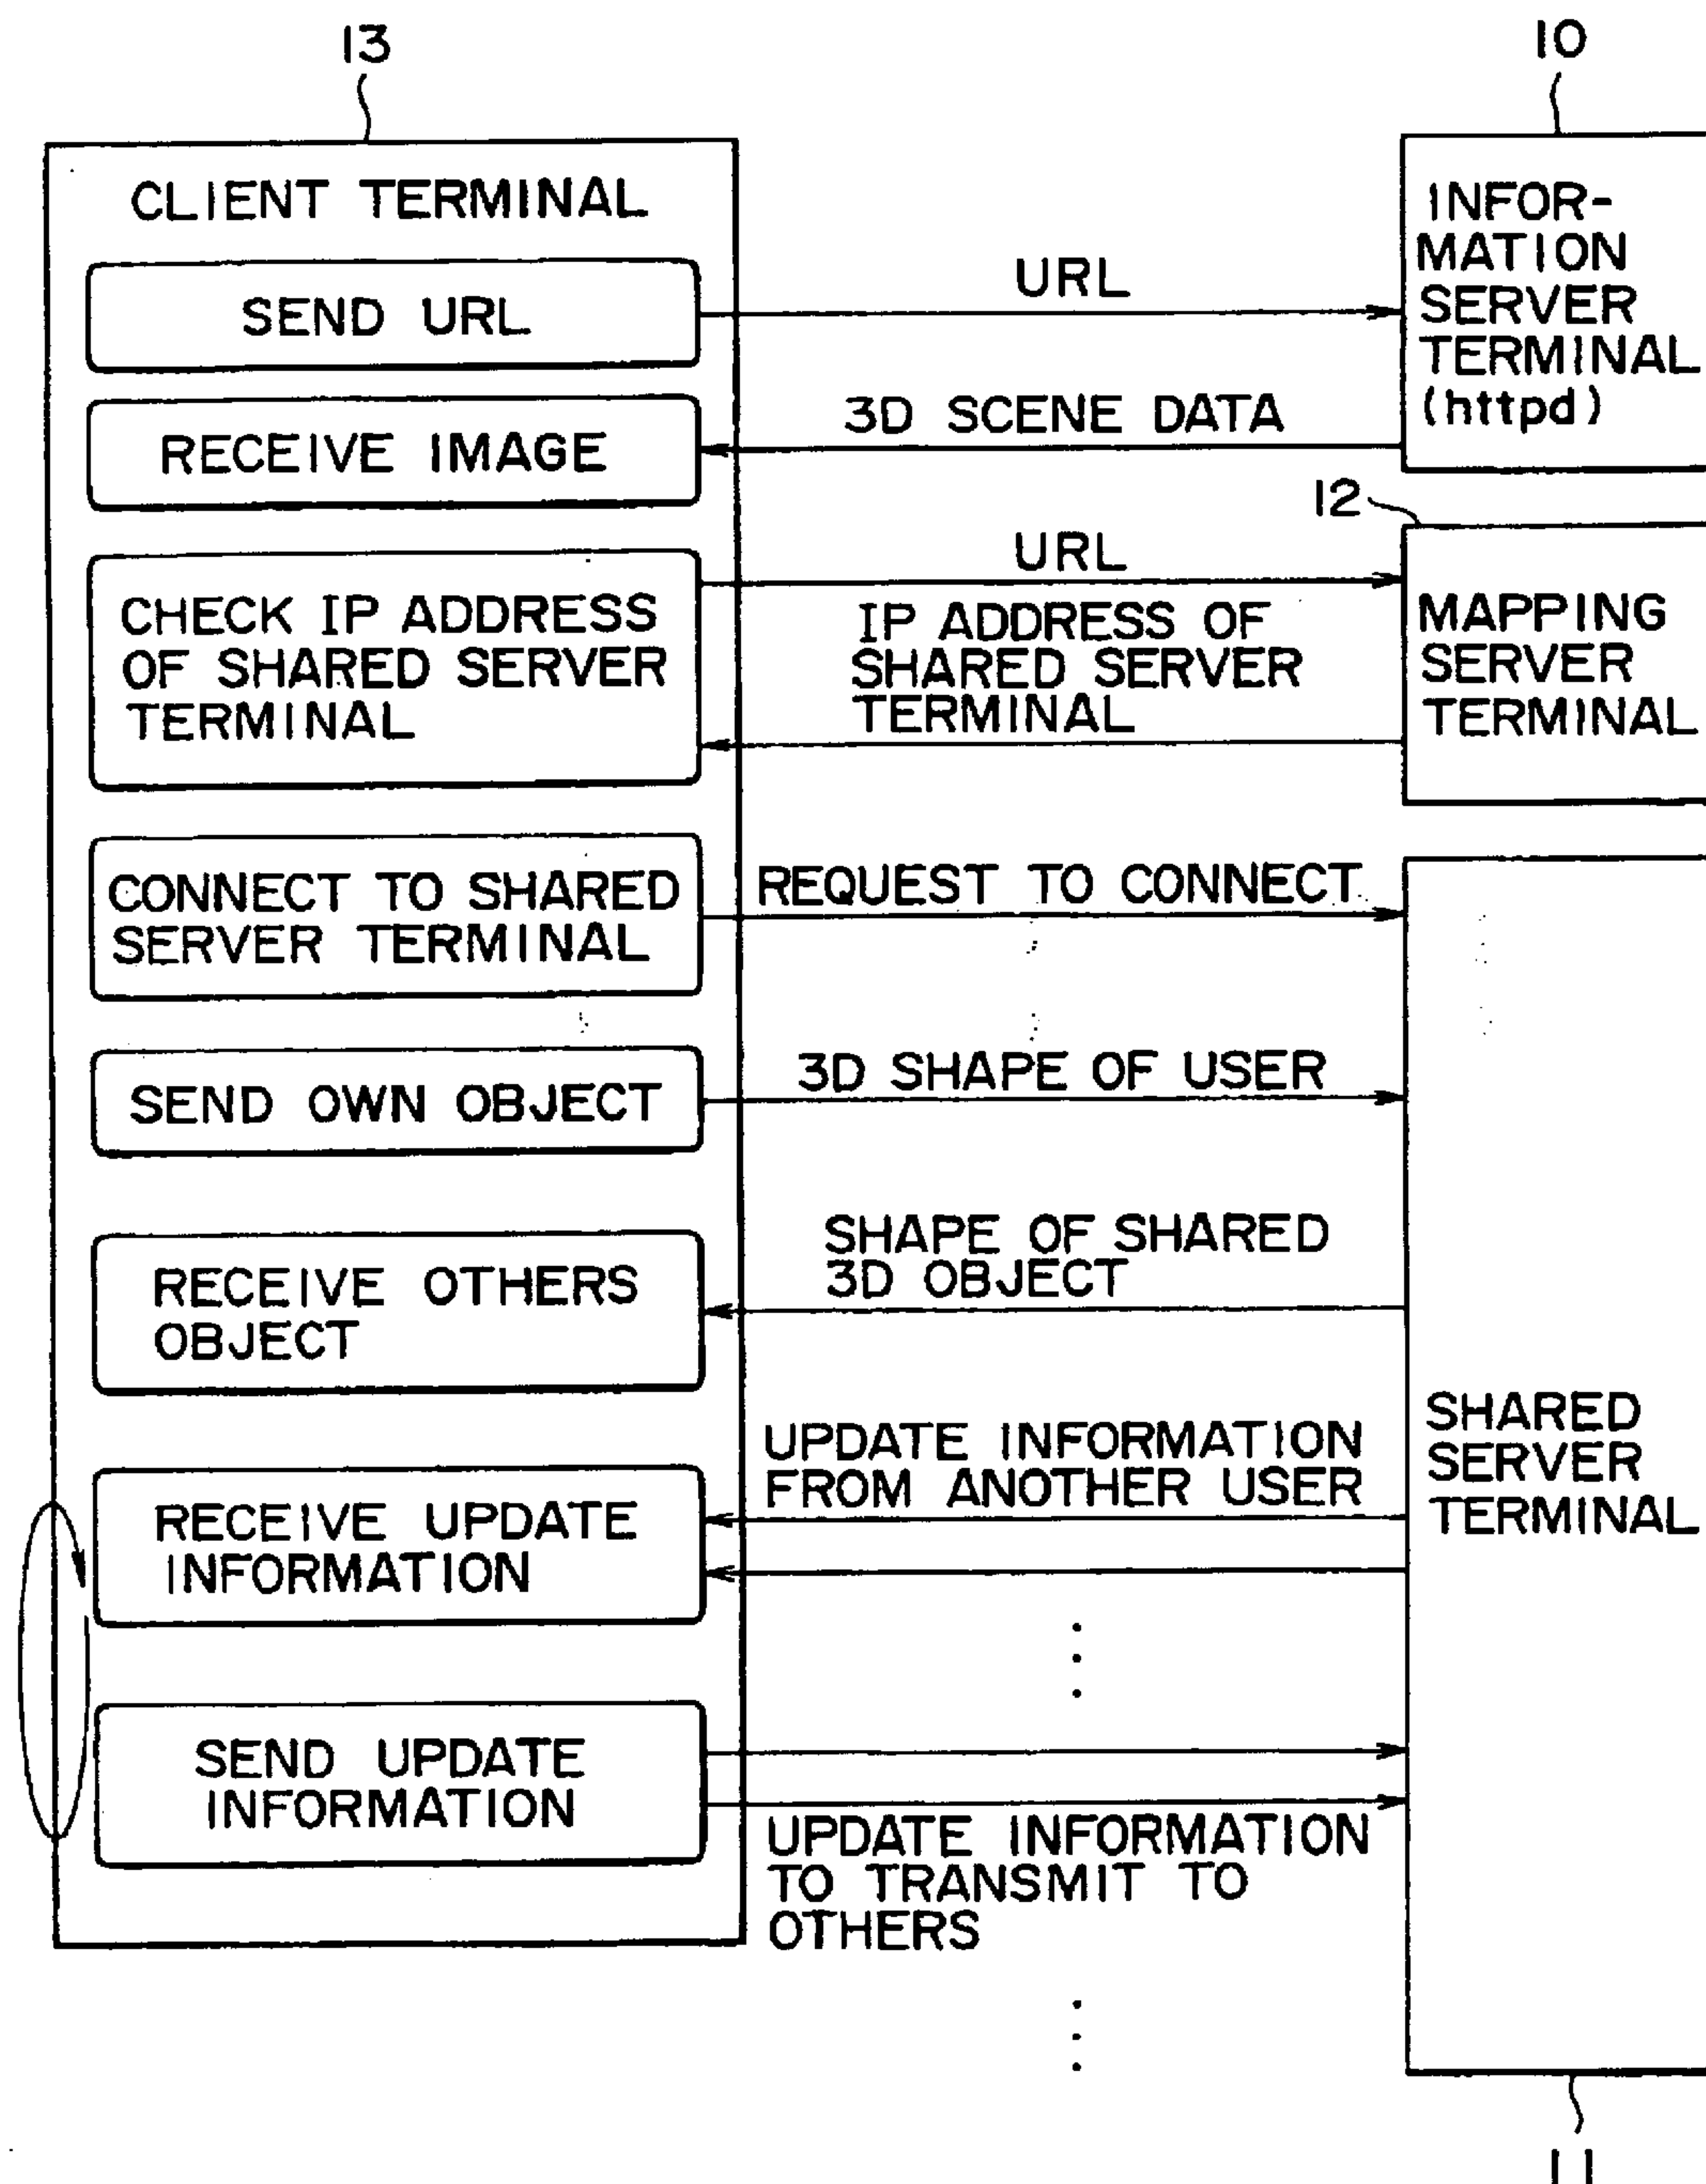 13
10
CLIENT TERMINAL
SEND URL
URL
INFOR-
MATION
SERVER
TERMINAL
(httpd)
RECEIVE IMAGE
3D SCENE DATA
12
CHECK IP ADDRESS
OF SHARED SERVER
TERMINAL
URL
IP ADDRESS OF
SHARED SERVER
TERMINAL
MAPPING
SERVER
TERMINAL
CONNECT TO SHARED
SERVER TERMINAL
REQUEST TO CONNECT
SEND OWN OBJECT
3D SHAPE OF USER
RECEIVE OTHERS
OBJECT
SHAPE OF SHARED
3D OBJECT
SHARED
SERVER
TERMINAL
RECEIVE UPDATE
INFORMATION
UPDATE INFORMATION
FROM ANOTHER USER
SEND UPDATE
INFORMATION
UPDATE INFORMATION
TO TRANSMIT TO
OTHERS
11